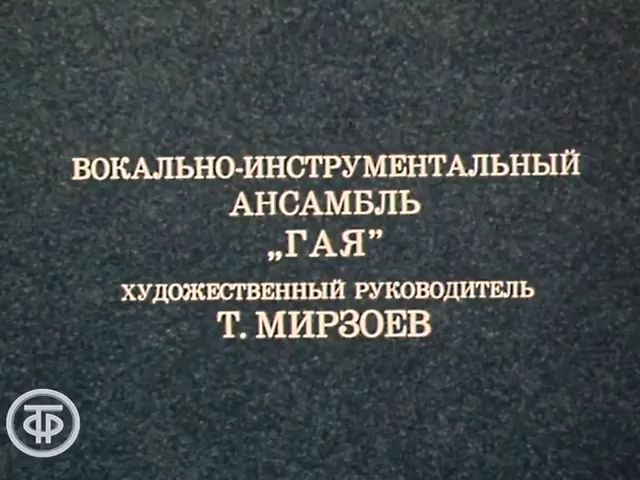 ВОКАЛЬНО-ИНСТРУМЕНТАЛЬНЫЙ
АНСАМБЛЬ
„ГАЯ”
ХУДОЖЕСТВЕННЫЙ РУКОВОДИТЕЛЬ
Т. МИРЗОЕВ